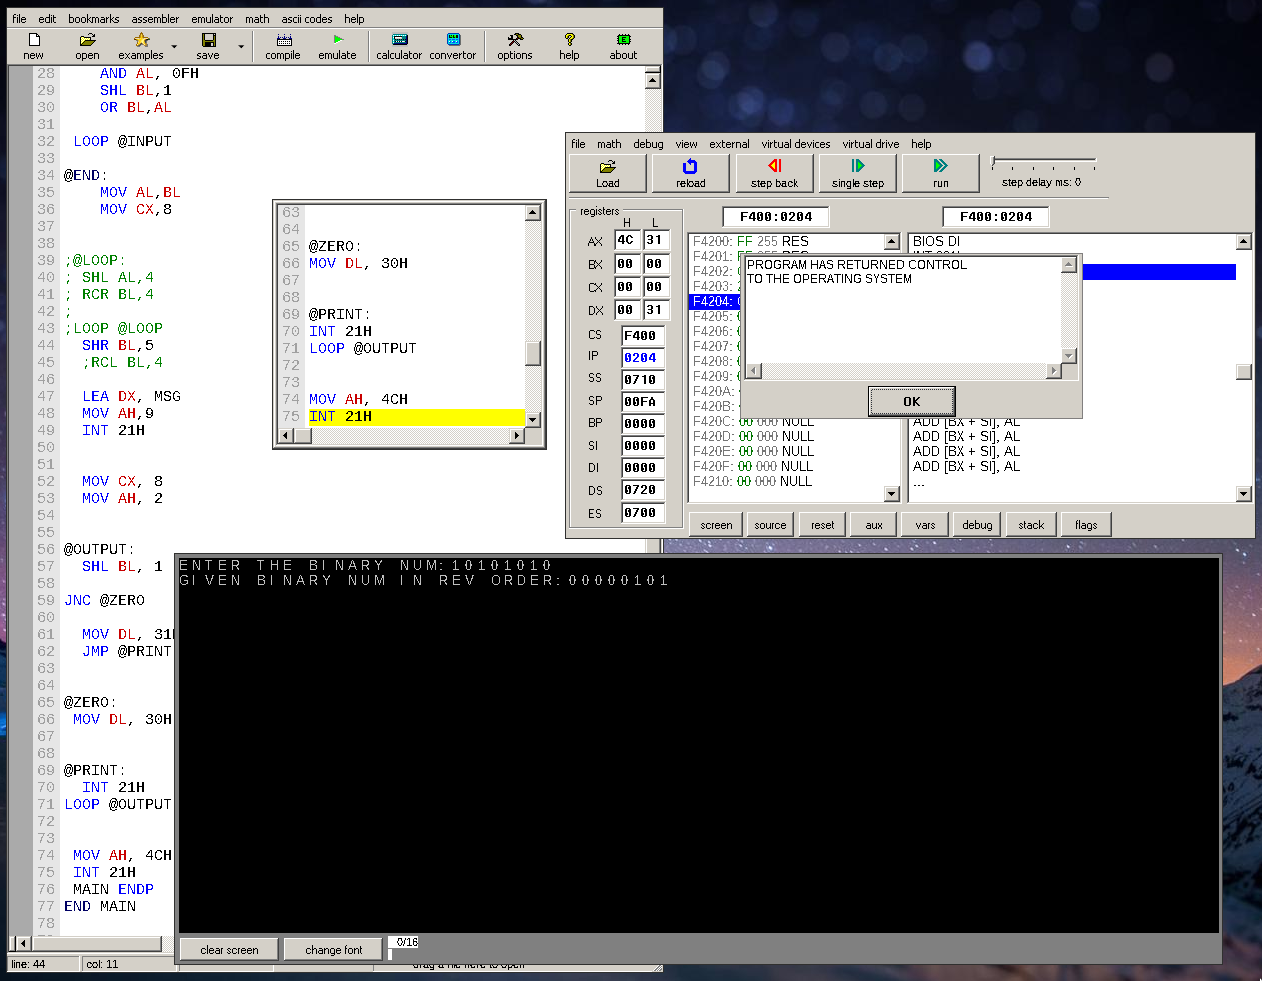 file edit bookmarks assembler emulator math ascii codes help
new open examples save compile emulate calculator convertor options help about
28 AND AL, 0FH
29 SHL BL,1
30 OR BL,AL
31
32 LOOP @INPUT
33
34 @END:
35 MOV AL,BL
36 MOV CX,8
37
38
39 ;@LOOP:
40 ; SHL AL,4
41 ; RCR BL,4
42 ;
43 ;LOOP @LOOP
44 SHR BL,5
45 ;RCL BL,4
46
47 LEA DX, MSG
48 MOV AH,9
49 INT 21H
50
51
52 MOV CX, 8
53 MOV AH, 2
54
55
56 @OUTPUT:
57 SHL BL, 1
58
59 JNC @ZERO
60
61 MOV DL, 31
62 JMP @PRINT
63
64
65 @ZERO:
66 MOV DL, 30H
67
68
69 @PRINT:
70 INT 21H
71 LOOP @OUTPUT
72
73
74 MOV AH, 4CH
75 INT 21H
76 MAIN ENDP
77 END MAIN
78
line: 44 col: 11 drag a file here to open
63
64
65 @ZERO:
66 MOV DL, 30H
67
68
69 @PRINT:
70 INT 21H
71 LOOP @OUTPUT
72
73
74 MOV AH, 4CH
75 INT 21H
file math debug view external virtual devices virtual drive help
Load reload step back single step run step delay ms: 0
registers
H L
AX 4C 31
BX 00 00
CX 00 00
DX 00 31
CS F400
IP 0204
SS 0710
SP 00FA
BP 0000
SI 0000
DI 0000
DS 0720
ES 0700
F400:0204 F400:0204
F4200: FF 255 RES
F4201: FF 255 RES
F4202:
F4203:
F4204:
F4205:
F4206:
F4207:
F4208:
F4209:
F420A:
F420B:
F420C: 00 000 NULL
F420D: 00 000 NULL
F420E: 00 000 NULL
F420F: 00 000 NULL
F4210: 00 000 NULL
BIOS DI
ADD [BX + SI], AL
ADD [BX + SI], AL
ADD [BX + SI], AL
ADD [BX + SI], AL
...
PROGRAM HAS RETURNED CONTROL
TO THE OPERATING SYSTEM
OK
screen source reset aux vars debug stack flags
ENTER THE BINARY NUM:10101010
GIVEN BINARY NUM IN REV ORDER:00000101
clear screen change font 0/16